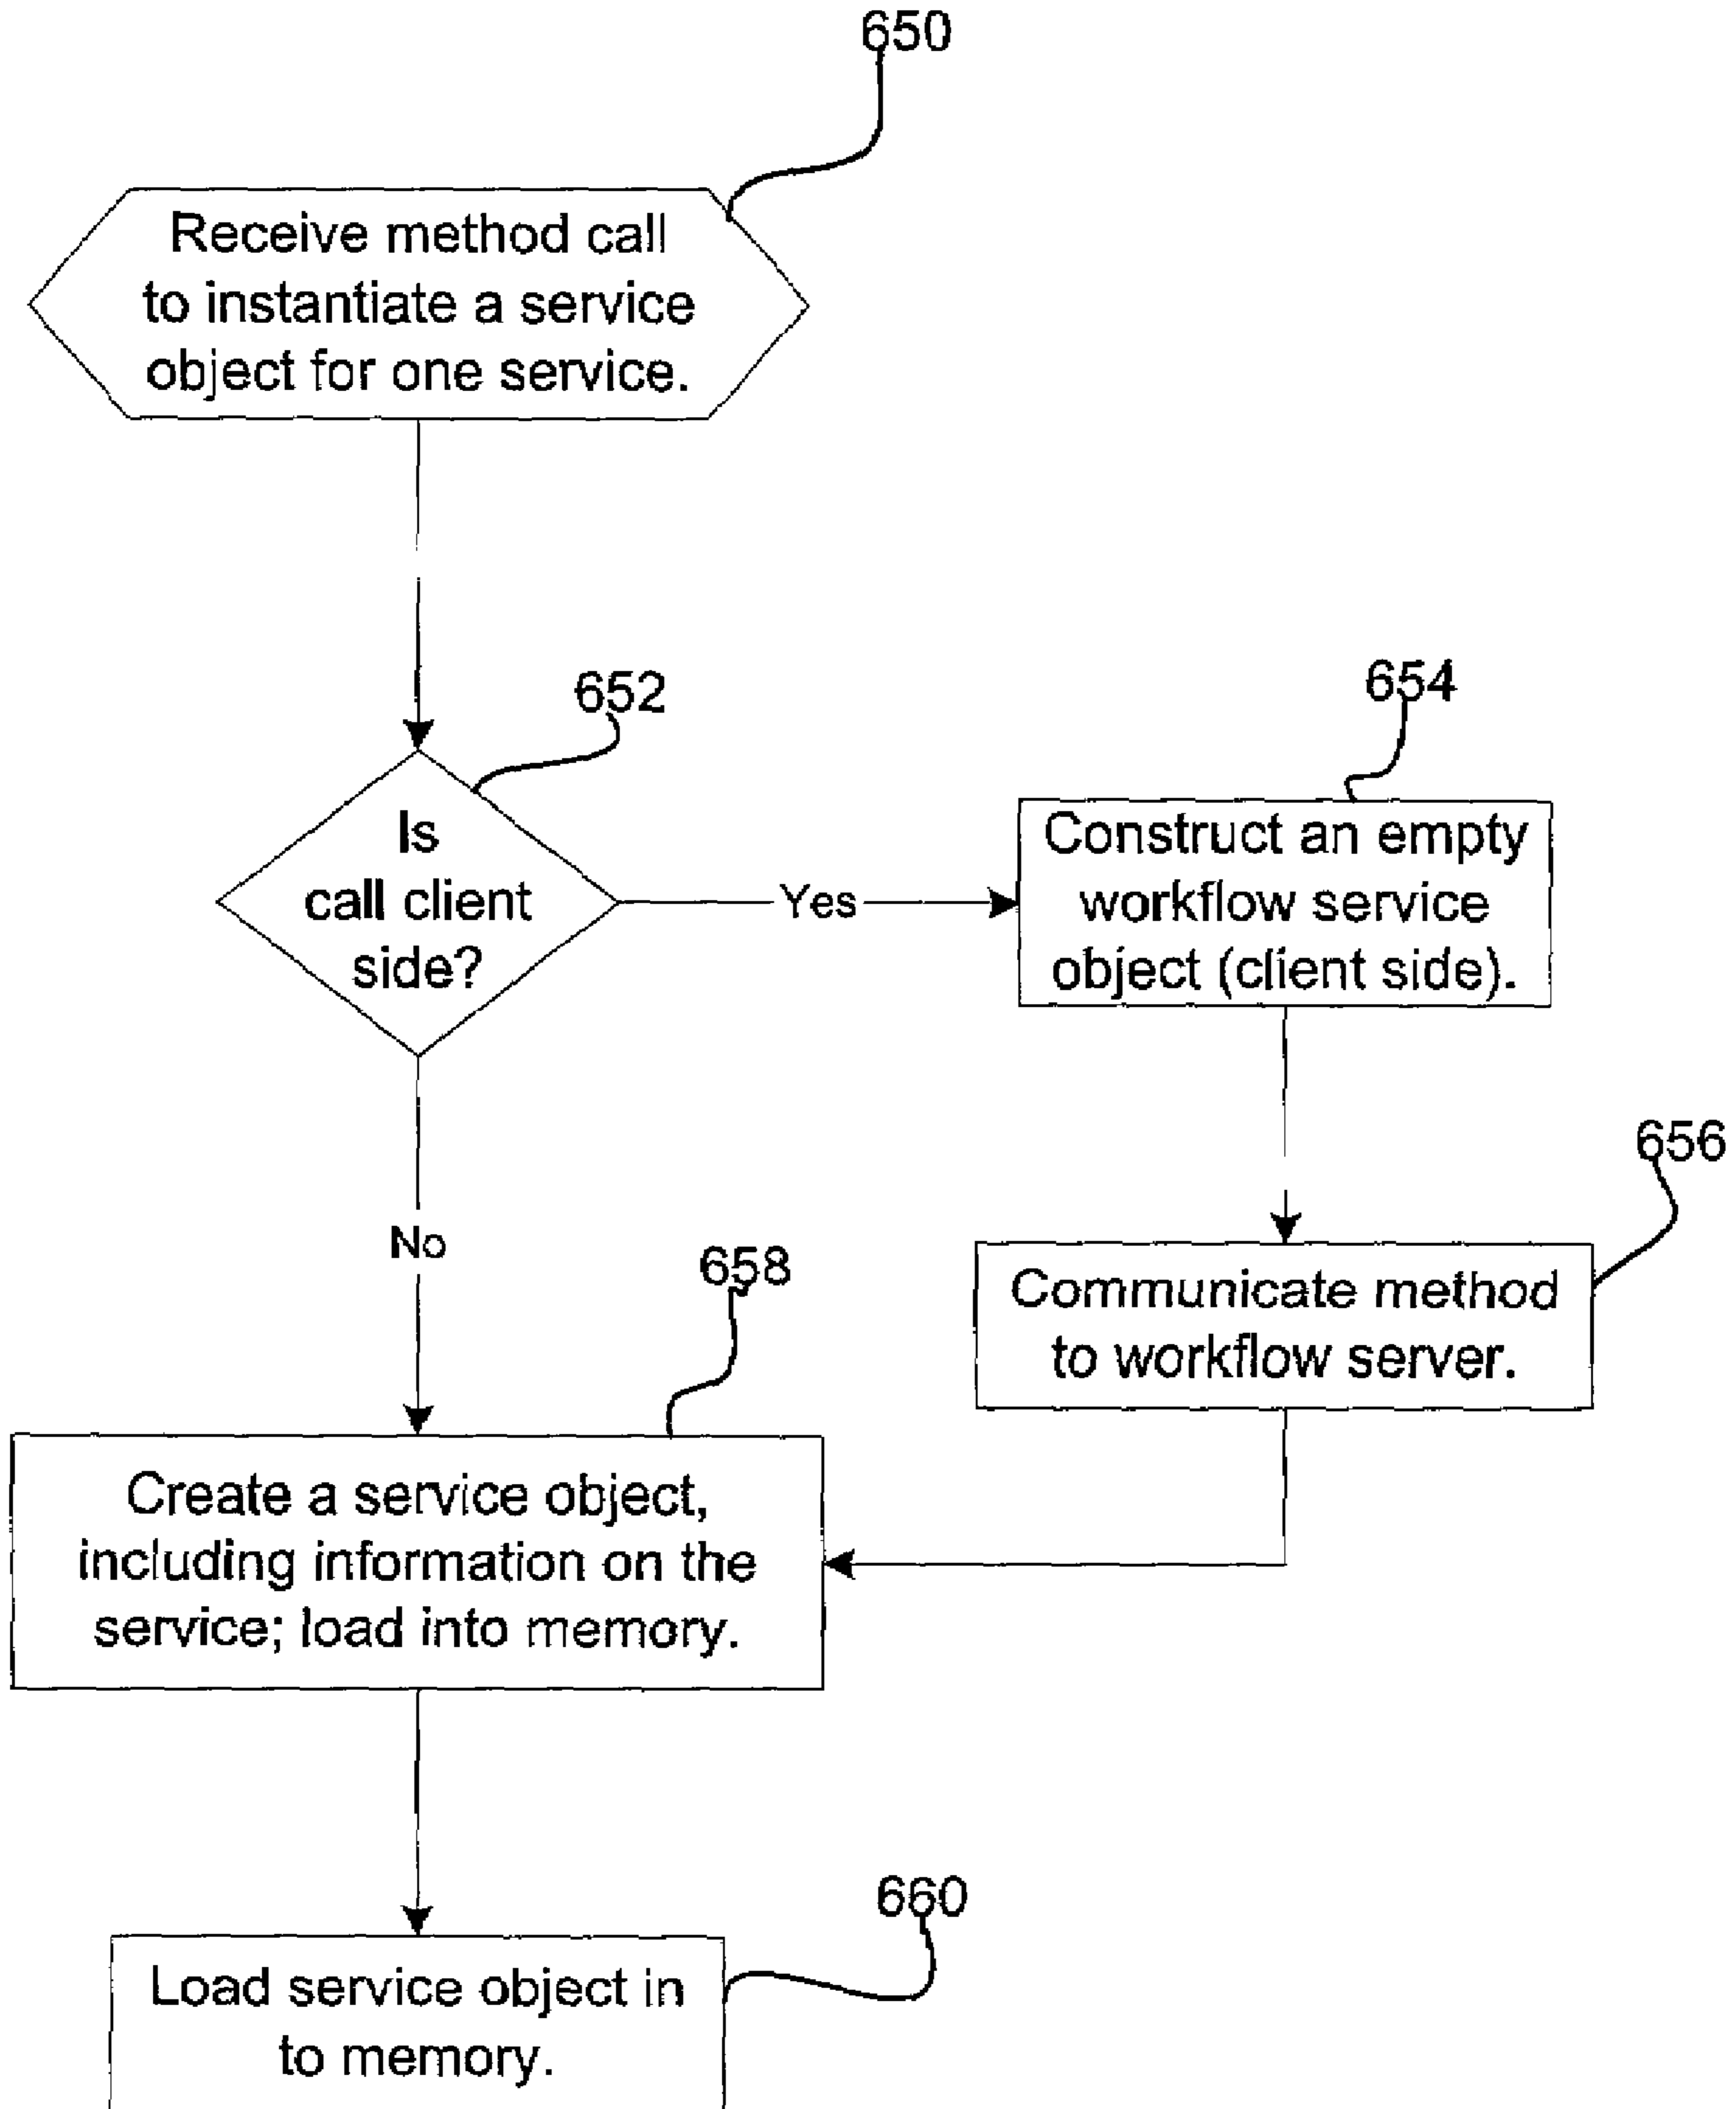 650
Receive method call
to instantiate a service
object for one service.
652
Is
call client
side?
Yes
654
Construct an empty
workflow service
object (client side).
656
Communicate method
to workflow server.
No
658
Create a service object,
including information on the
service; load into memory.
660
Load service object in
to memory.